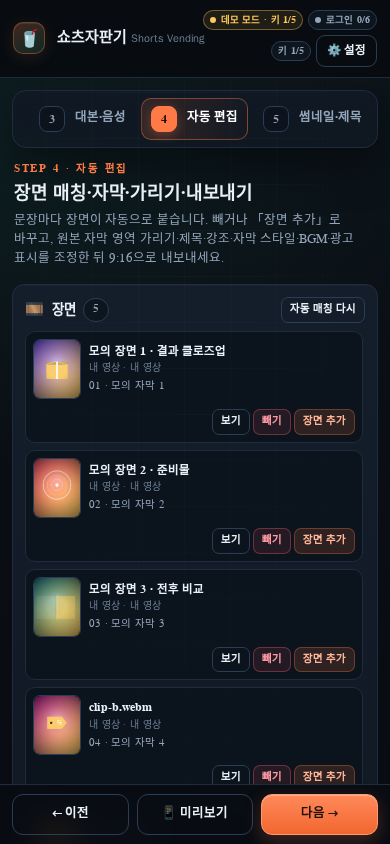 쇼츠자판기 Shorts Vending
데모 모드 · 키 1/5
로그인 0/6
키 1/5
설정
3 대본·음성
4 자동 편집
5 썸네일·제목
STEP 4 · 자동 편집
장면 매칭·자막·가리기·내보내기
문장마다 장면이 자동으로 붙습니다. 빼거나 「장면 추가」로
바꾸고, 원본 자막 영역 가리기·제목·강조·자막 스타일·BGM·광고
표시를 조정한 뒤 9:16으로 내보내세요.
장면 5
자동 매칭 다시
모의 장면 1 · 결과 클로즈업
내 영상 · 내 영상
01 · 모의 자막 1
보기 빼기 장면 추가
모의 장면 2 · 준비물
내 영상 · 내 영상
02 · 모의 자막 2
보기 빼기 장면 추가
모의 장면 3 · 전후 비교
내 영상 · 내 영상
03 · 모의 자막 3
보기 빼기 장면 추가
clip-b.webm
내 영상 · 내 영상
04 · 모의 자막 4
보기 빼기 장면 추가
← 이전
미리보기
다음 →